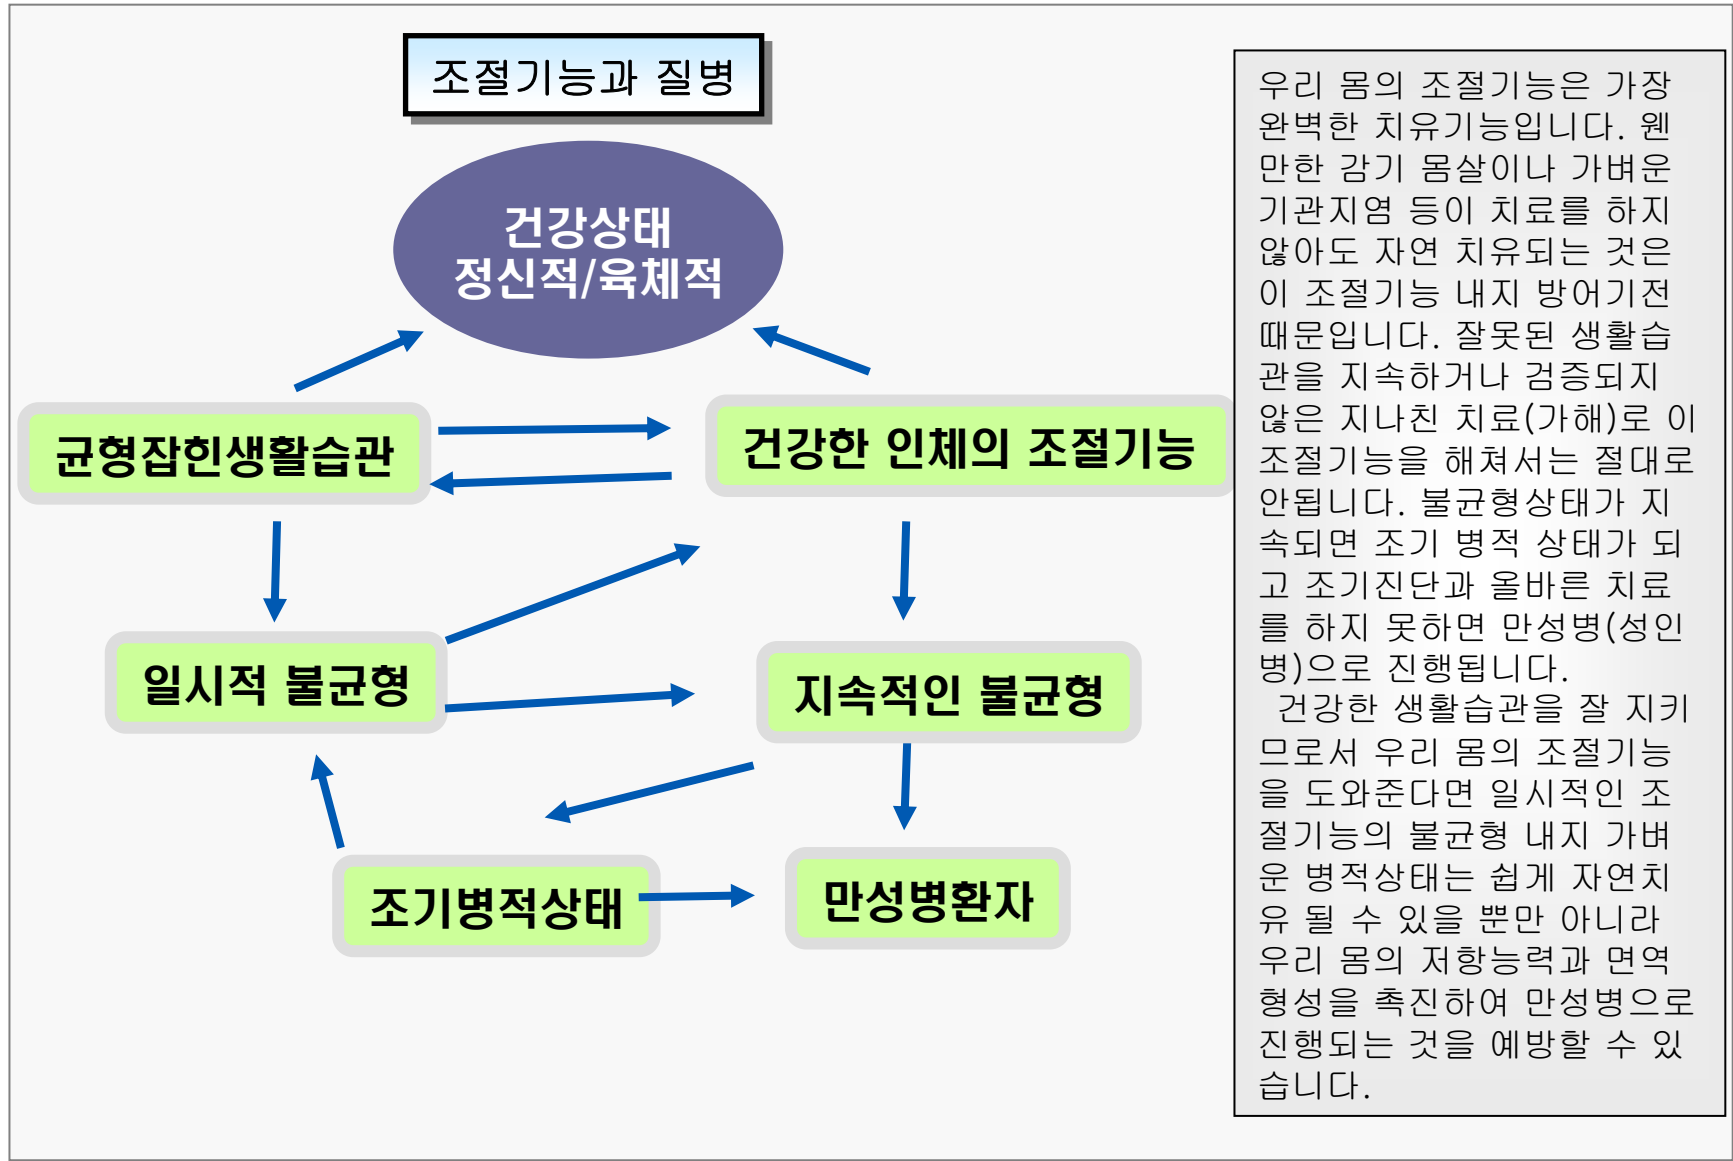 조절기능과 질병
건강상태
정신적/육체적
균형잡힌생활습관
건강한 인체의 조절기능
일시적 불균형
지속적인 불균형
조기병적상태
만성병환자
우리 몸의 조절기능은 가장
완벽한 치유기능입니다. 웬
만한 감기 몸살이나 가벼운
기관지염 등이 치료를 하지
않아도 자연 치유되는 것은
이 조절기능 내지 방어기전
때문입니다. 잘못된 생활습
관을 지속하거나 검증되지
않은 지나친 치료(가해)로 이
조절기능을 해쳐서는 절대로
안됩니다. 불균형상태가 지
속되면 조기 병적 상태가 되
고 조기진단과 올바른 치료
를 하지 못하면 만성병(성인
병)으로 진행됩니다.
건강한 생활습관을 잘 지키
므로서 우리 몸의 조절기능
을 도와준다면 일시적인 조
절기능의 불균형 내지 가벼
운 병적상태는 쉽게 자연치
유 될 수 있을 뿐만 아니라
우리 몸의 저항능력과 면역
형성을 촉진하여 만성병으로
진행되는 것을 예방할 수 있
습니다.